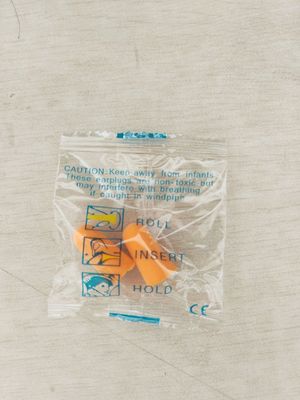 CAUTION: Keep away from infants
These earplugs are non-toxic but
may interfere with breathing
if caught in windpipe
ROLL
INSERT
HOLD
CE